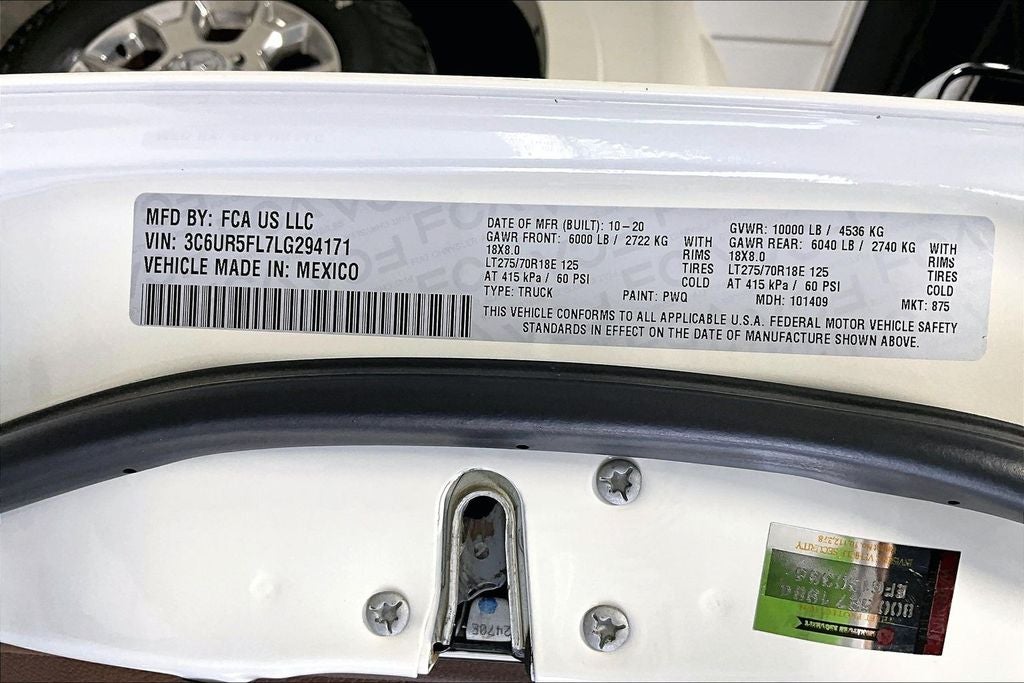 MFD BY: FCA US LLC
VIN: 3C6UR5FL7LG294171
VEHICLE MADE IN: MEXICO
DATE OF MFR (BUILT): 10-20
GAWR FRONT: 6000 LB / 2722 KG WITH
18X8.0 RIMS
LT275/70R18E 125 TIRES
AT 415 kPa / 60 PSI COLD
TYPE: TRUCK PAINT: PWQ
GVWR: 10000 LB / 4536 KG
GAWR REAR: 6040 LB / 2740 KG WITH
18X8.0 RIMS
LT275/70R18E 125 TIRES
AT 415 kPa / 60 PSI COLD
MDH: 101409 MKT: 875
THIS VEHICLE CONFORMS TO ALL APPLICABLE U.S.A. FEDERAL MOTOR VEHICLE SAFETY
STANDARDS IN EFFECT ON THE DATE OF MANUFACTURE SHOWN ABOVE.
SECURITY